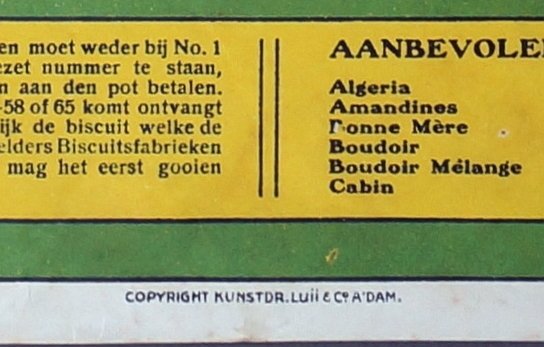 en moet weder bij No. 1
ezet nummer te staan,
n aan den pot betalen.
-58 of 65 komt ontvangt
ijk de biscuit welke de
elders Biscuitsfabrieken
mag het eerst gooien
AANBEVOLE
Algeria
Amandines
Bonne Mère
Boudoir
Boudoir Mélange
Cabin
COPYRIGHT KUNSTDR. LUii & Cº A'DAM.